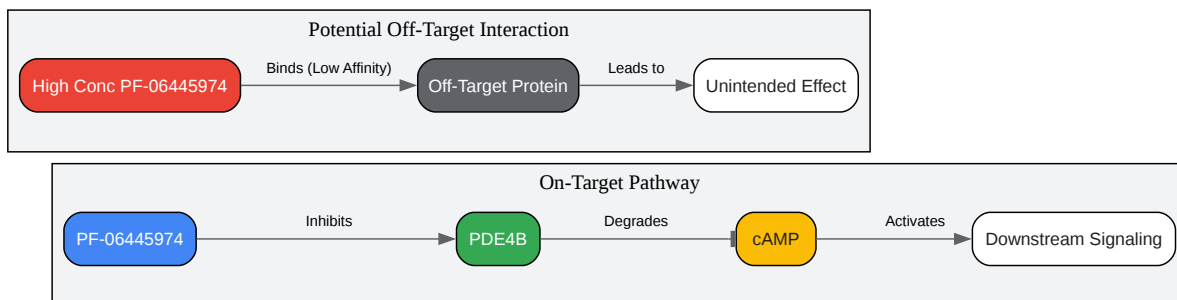 Potential Off-Target Interaction
High Conc PF-06445974
Binds (Low Affinity)
Off-Target Protein
Leads to
Unintended Effect
On-Target Pathway
PF-06445974
Inhibits
PDE4B
Degrades
cAMP
Activates
Downstream Signaling